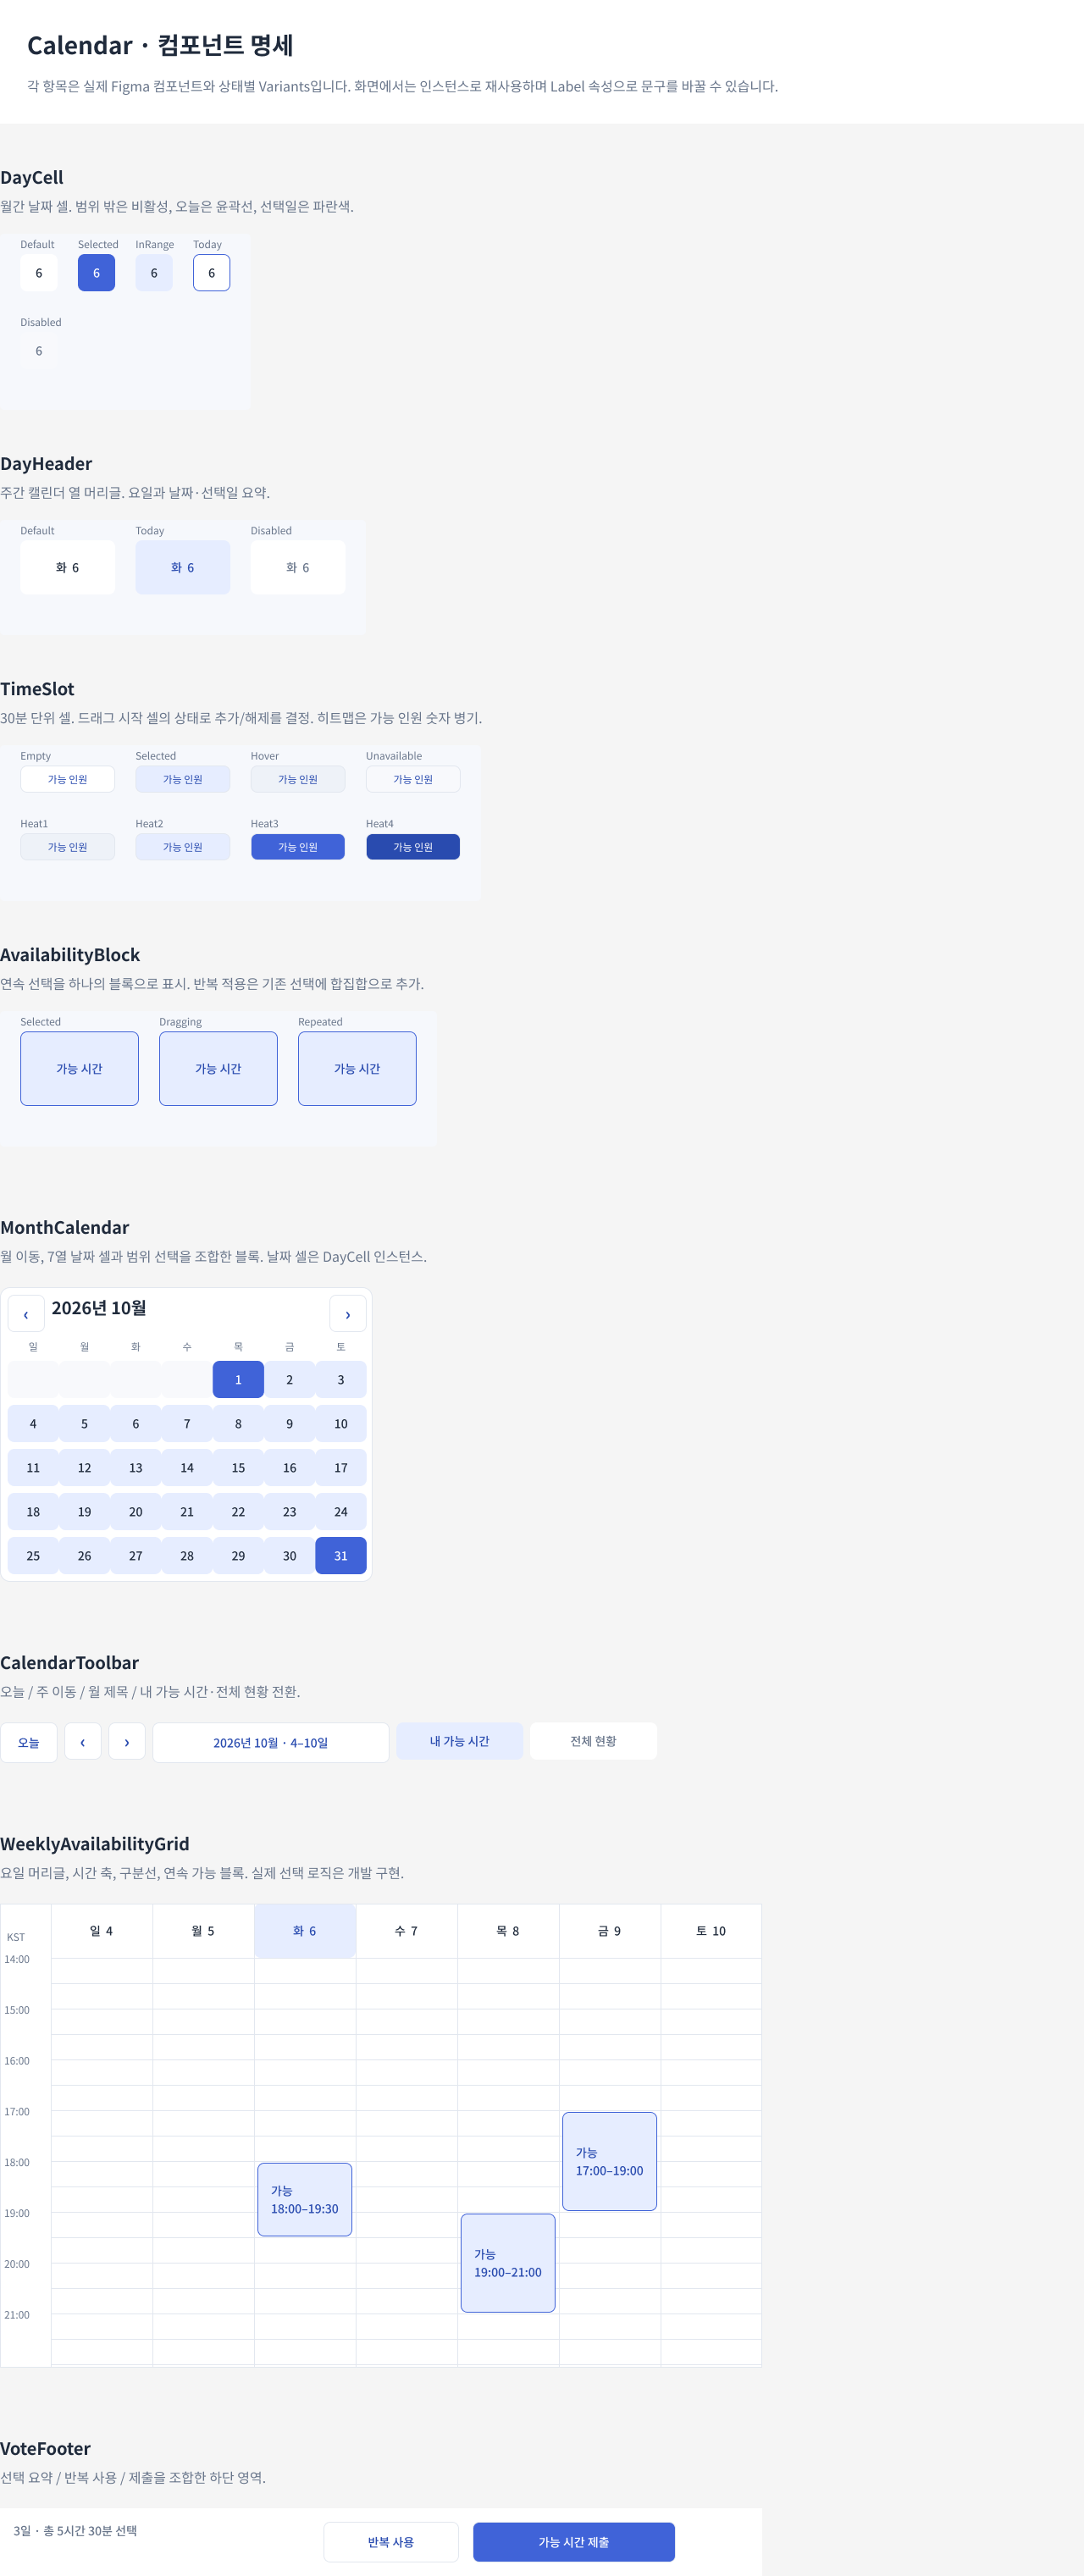 Calendar · 컴포넌트 명세
각 항목은 실제 Figma 컴포넌트와 상태별 Variants입니다. 화면에서는 인스턴스로 재사용하며 Label 속성으로 문구를 바꿀 수 있습니다.
DayCell
월간 날짜 셀. 범위 밖은 비활성, 오늘은 윤곽선, 선택일은 파란색.
Default Selected InRange Today
6 6 6 6
Disabled
6
DayHeader
주간 캘린더 열 머리글. 요일과 날짜·선택일 요약.
Default Today Disabled
화 6 화 6 화 6
TimeSlot
30분 단위 셀. 드래그 시작 셀의 상태로 추가/해제를 결정. 히트맵은 가능 인원 숫자 병기.
Empty Selected Hover Unavailable
가능 인원 가능 인원 가능 인원 가능 인원
Heat1 Heat2 Heat3 Heat4
가능 인원 가능 인원 가능 인원 가능 인원
AvailabilityBlock
연속 선택을 하나의 블록으로 표시. 반복 적용은 기존 선택에 합집합으로 추가.
Selected Dragging Repeated
가능 시간 가능 시간 가능 시간
MonthCalendar
월 이동, 7열 날짜 셀과 범위 선택을 조합한 블록. 날짜 셀은 DayCell 인스턴스.
‹ 2026년 10월 ›
일 월 화 수 목 금 토
1 2 3
4 5 6 7 8 9 10
11 12 13 14 15 16 17
18 19 20 21 22 23 24
25 26 27 28 29 30 31
CalendarToolbar
오늘 / 주 이동 / 월 제목 / 내 가능 시간·전체 현황 전환.
오늘 ‹ › 2026년 10월 · 4–10일 내 가능 시간 전체 현황
WeeklyAvailabilityGrid
요일 머리글, 시간 축, 구분선, 연속 가능 블록. 실제 선택 로직은 개발 구현.
KST 일 4 월 5 화 6 수 7 목 8 금 9 토 10
14:00
15:00
16:00
17:00
가능
17:00–19:00
18:00
가능
18:00–19:30
19:00
가능
19:00–21:00
20:00
21:00
VoteFooter
선택 요약 / 반복 사용 / 제출을 조합한 하단 영역.
3일 · 총 5시간 30분 선택 반복 사용 가능 시간 제출